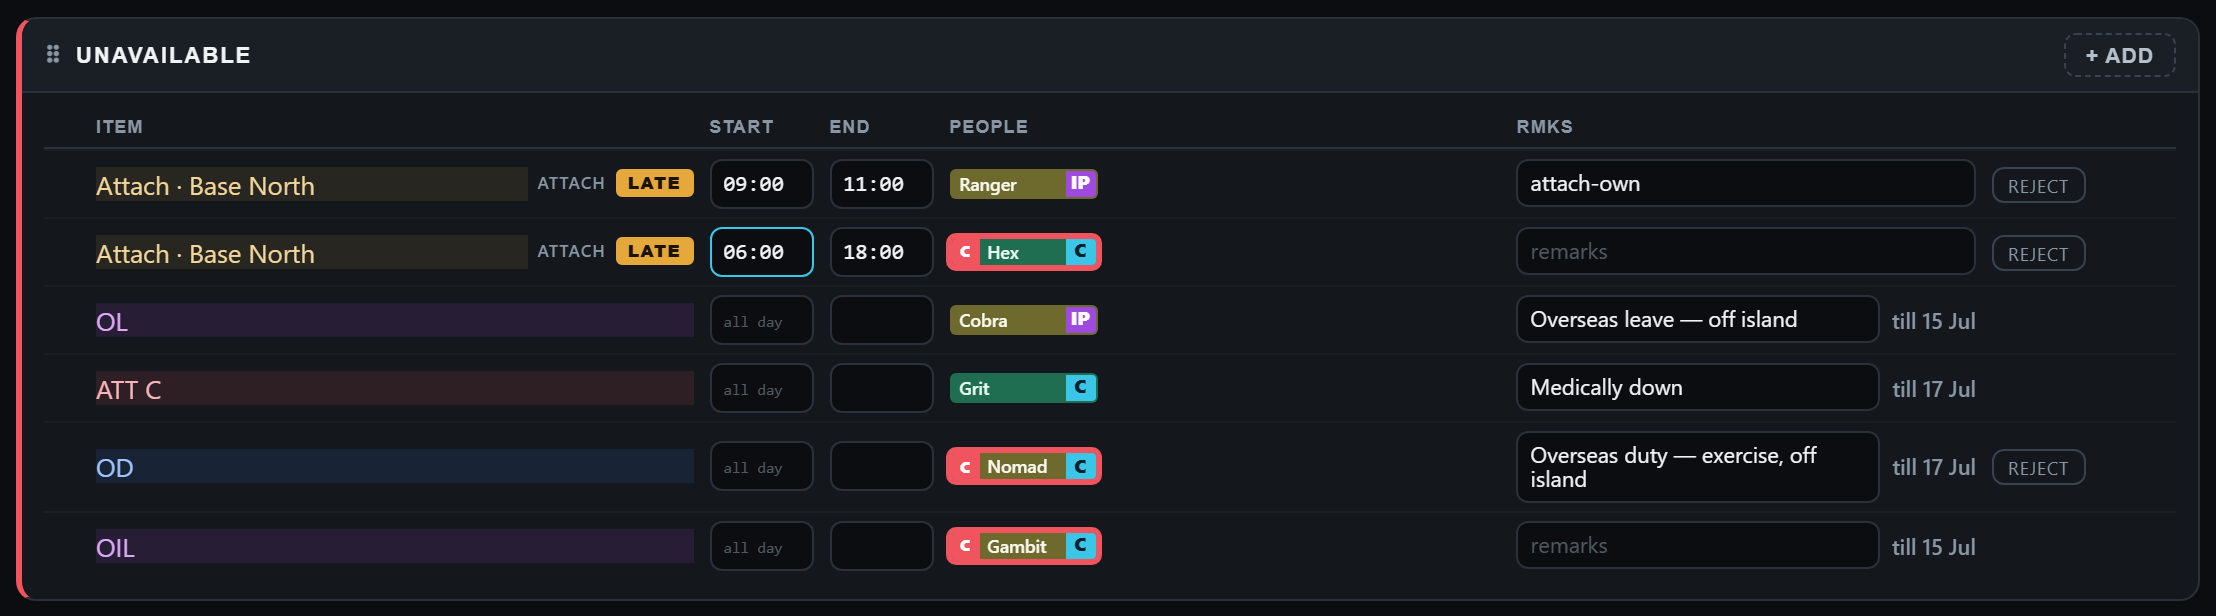 UNAVAILABLE
+ ADD
ITEM START END PEOPLE RMKS
Attach · Base North ATTACH LATE 09:00 11:00 Ranger IP attach-own REJECT
Attach · Base North ATTACH LATE 06:00 18:00 C Hex C remarks REJECT
OL all day Cobra IP Overseas leave — off island till 15 Jul
ATT C all day Grit C Medically down till 17 Jul
OD all day C Nomad C Overseas duty — exercise, off island till 17 Jul REJECT
OIL all day C Gambit C remarks till 15 Jul